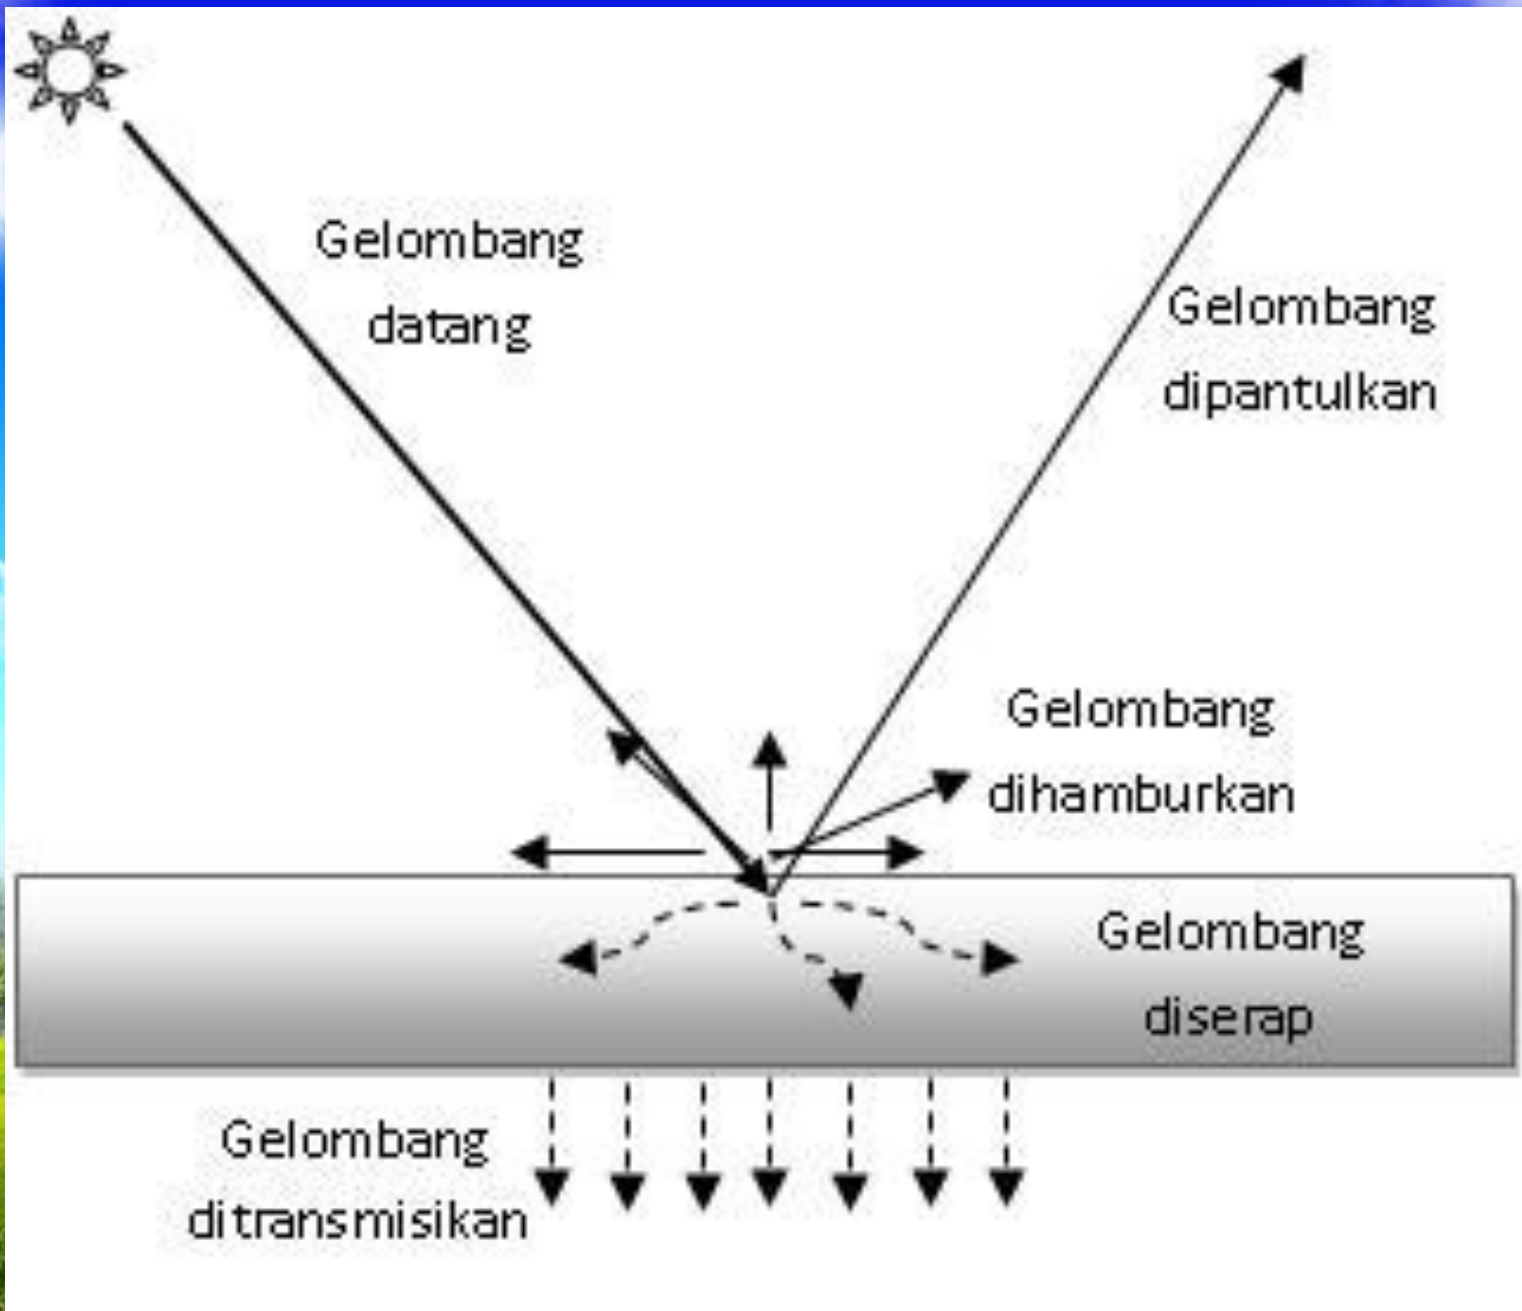 Gelombang
datang
Gelombang
dipantulkan
Gelombang
dihamburkan
Gelombang
diserap
Gelombang
ditransmisikan